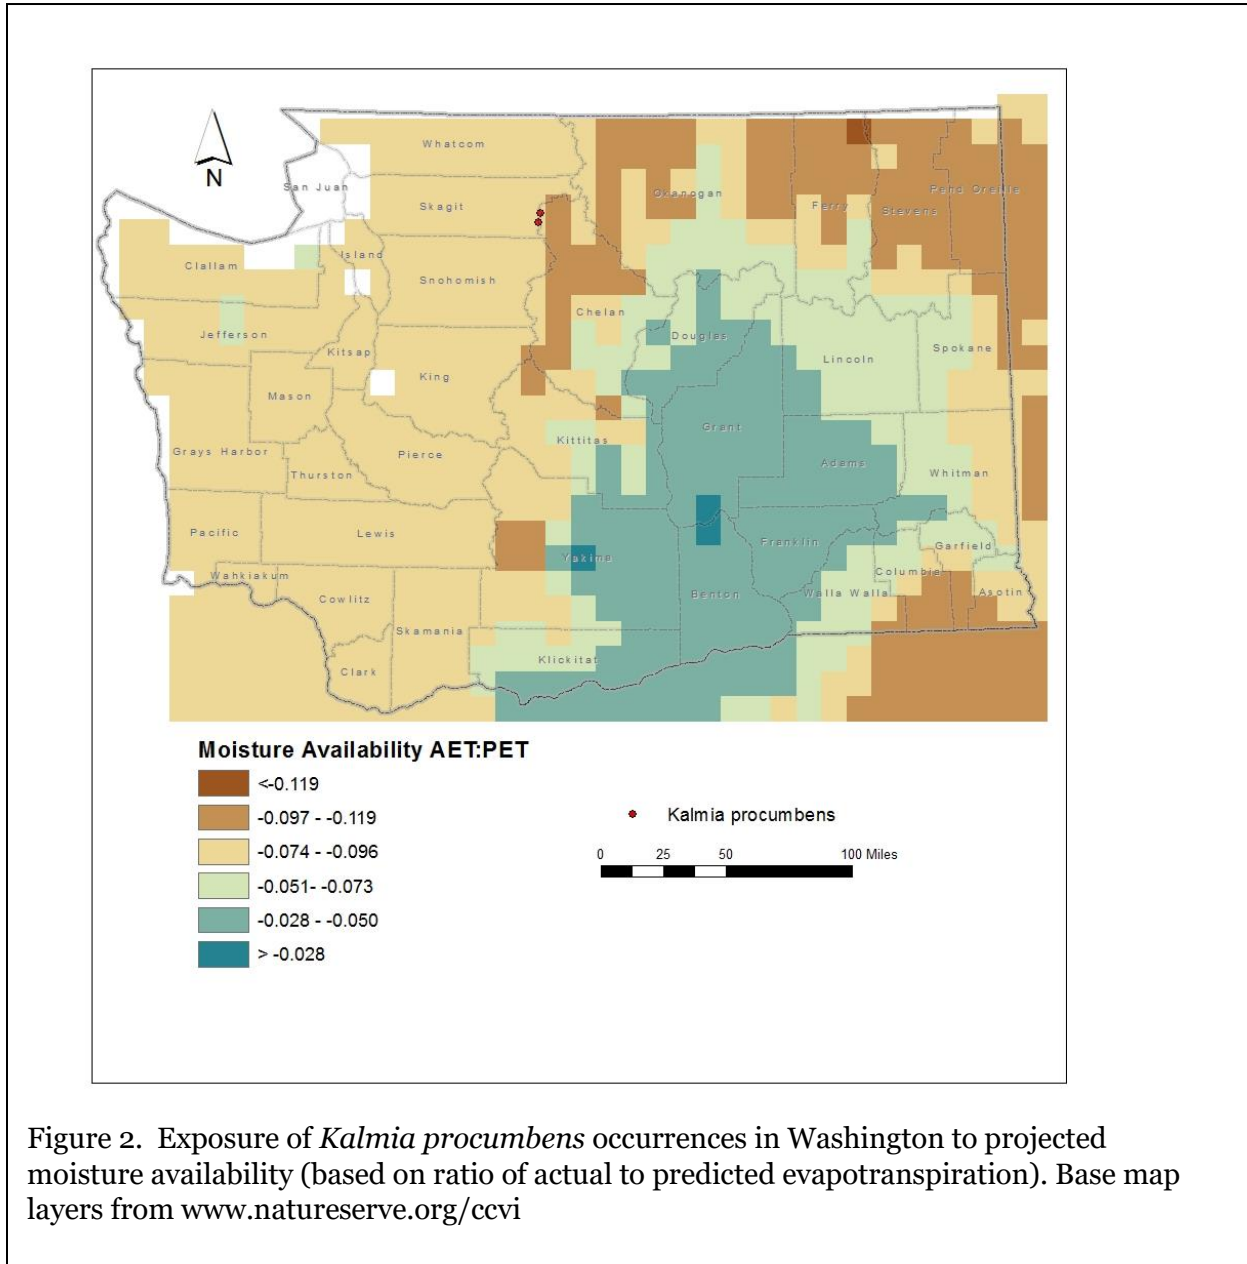 Whatcom
N
San Juan
Skagit
Okanogan
Ferry
Stevens
Pend Oreille
Clallam
Island
Snohomish
Chelan
Jefferson
Kitsap
Douglas
Lincoln
Spokane
Mason
King
Grant
Grays Harbor
Thurston
Pierce
Kittitas
Adams
Whitman
Pacific
Lewis
Yakima
Franklin
Garfield
Wahkiakum
Columbia
Cowlitz
Benton
Walla Walla
Asotin
Skamania
Clark
Klickitat
Moisture Availability AET:PET
<-0.119
-0.097 - -0.119
-0.074 - -0.096
-0.051- -0.073
-0.028 - -0.050
> -0.028
Kalmia procumbens
0 25 50 100 Miles
Figure 2. Exposure of Kalmia procumbens occurrences in Washington to projected
moisture availability (based on ratio of actual to predicted evapotranspiration). Base map
layers from www.natureserve.org/ccvi